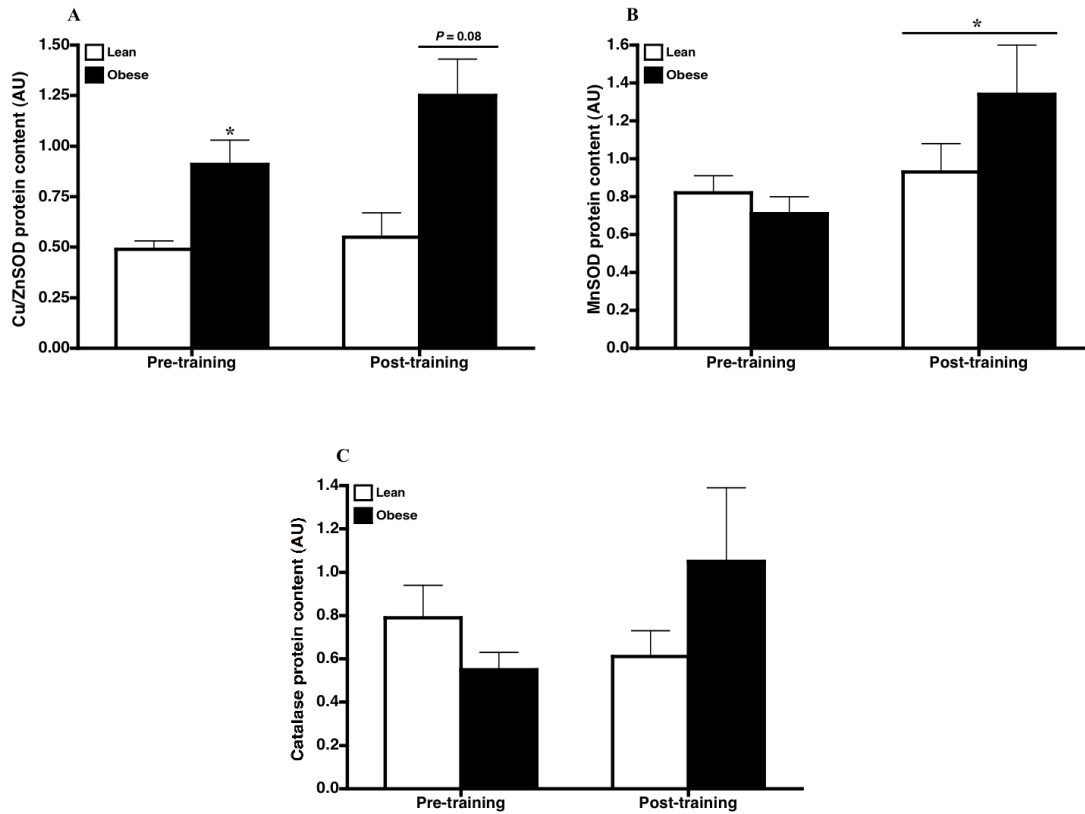 A
Cu/ZnSOD protein content (AU)
1.50
1.25
1.00
0.75
0.50
0.25
0.00
Lean
Obese
*
P = 0.08
Pre-training
Post-training
B
MnSOD protein content (AU)
1.6
1.4
1.2
1.0
0.8
0.6
0.4
0.2
0.0
Lean
Obese
*
Pre-training
Post-training
C
Catalase protein content (AU)
1.4
1.2
1.0
0.8
0.6
0.4
0.2
0.0
Lean
Obese
Pre-training
Post-training